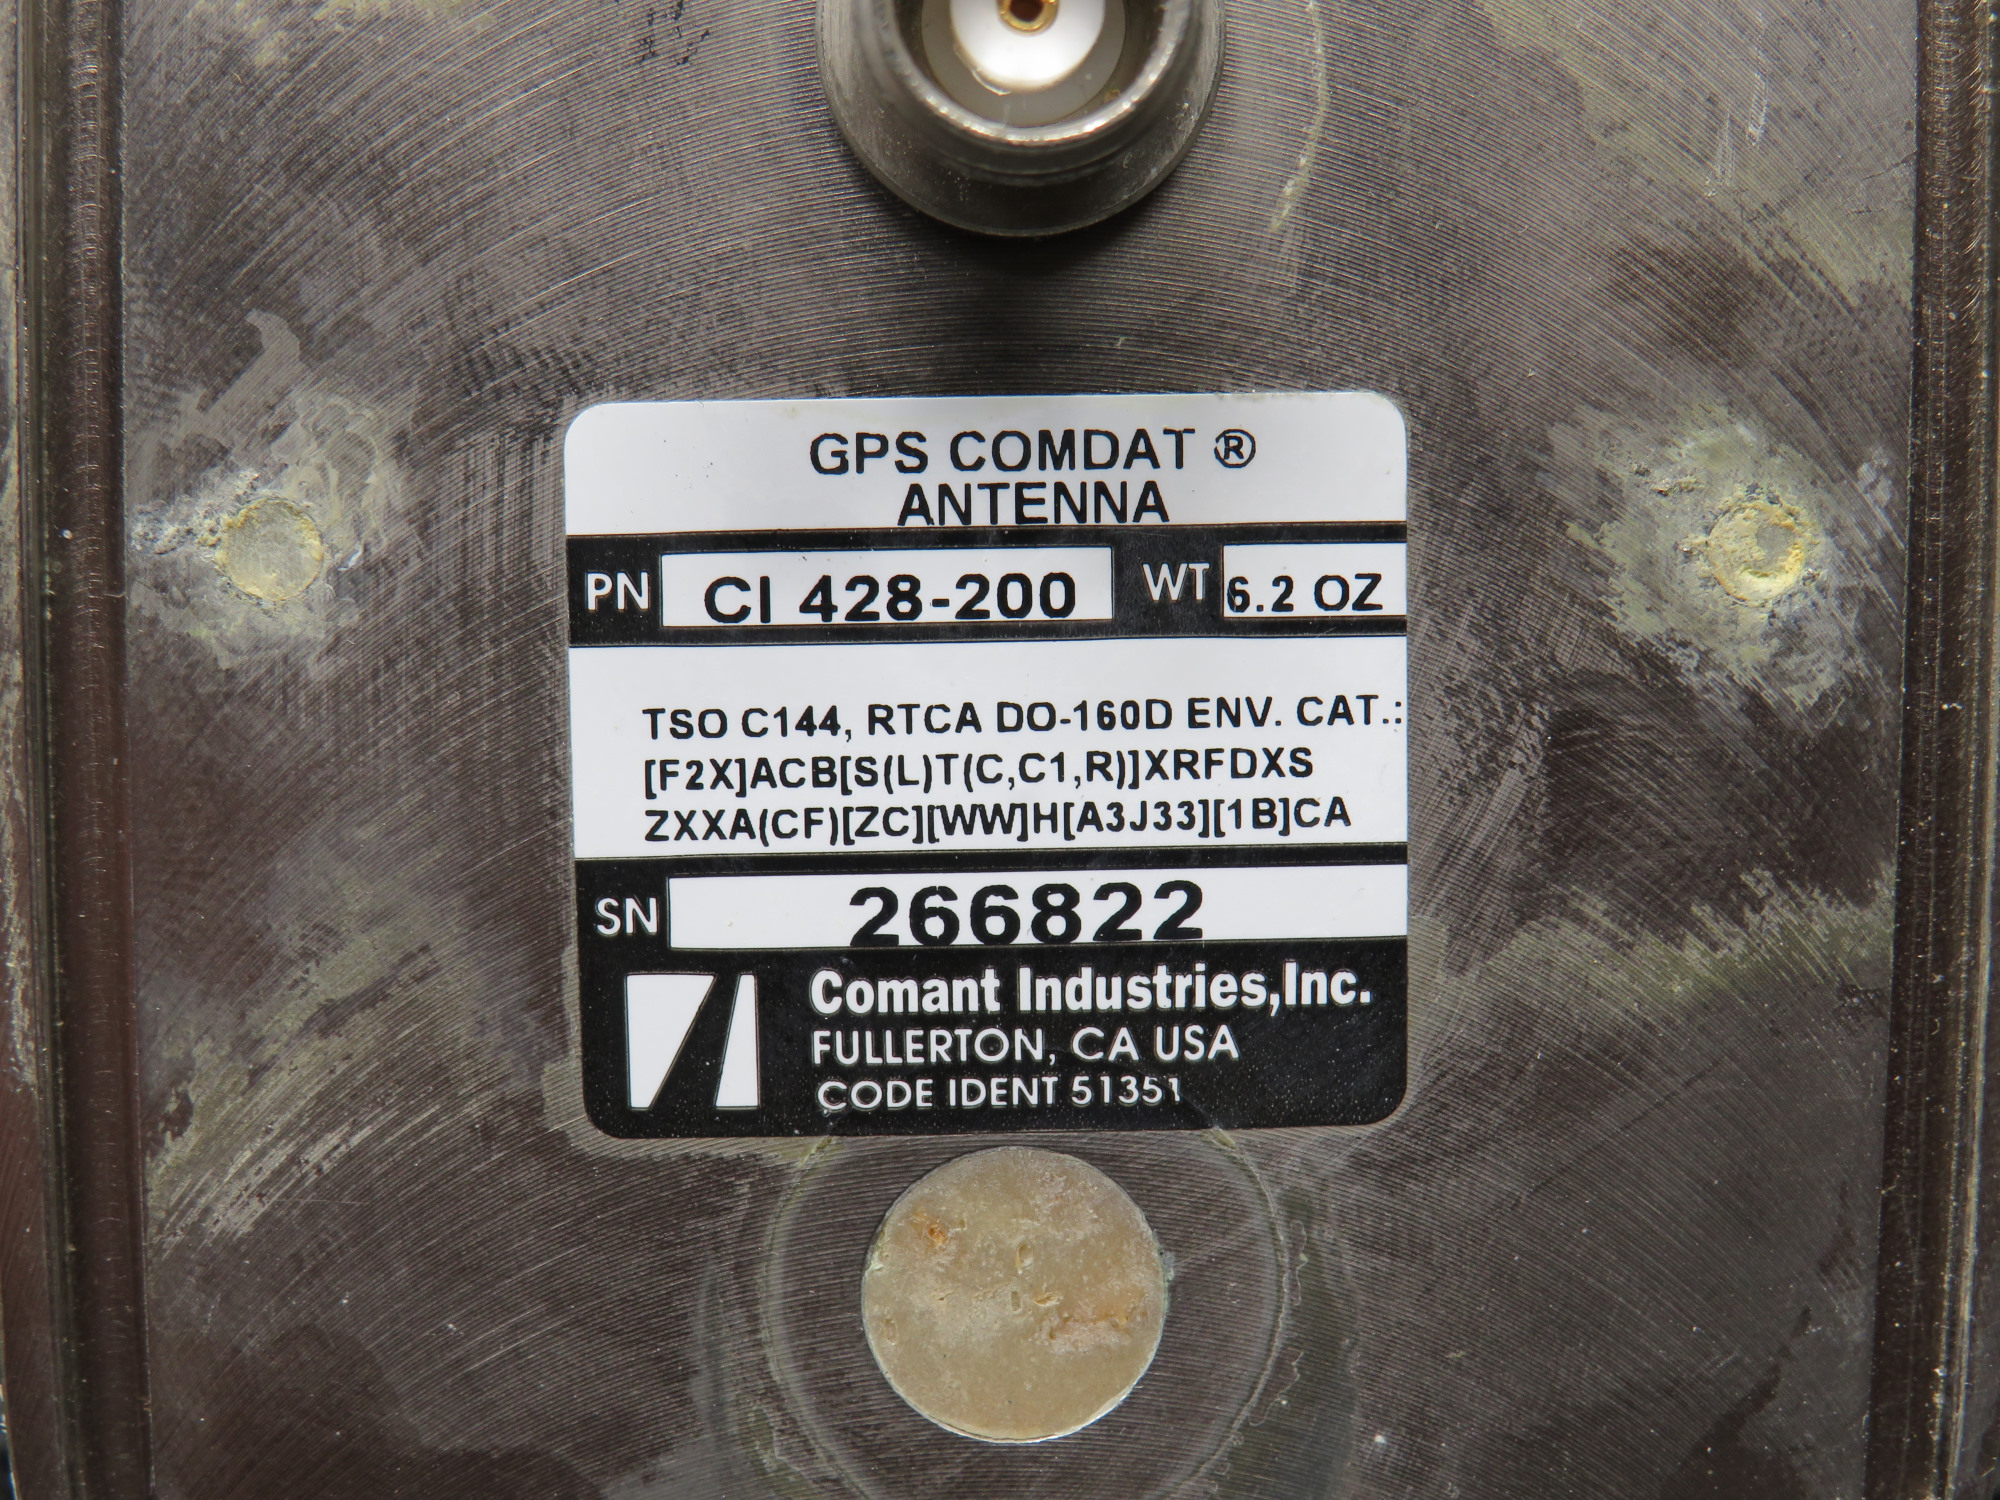 GPS COMDAT ®
ANTENNA
PN CI 428-200 WT 6.2 OZ
TSO C144, RTCA DO-160D ENV. CAT.:
[F2X]ACB[S(L)T(C,C1,R)]XRFDXS
ZXXA(CF)[ZC][WW]H[A3J33][1B]CA
SN 266822
Comant Industries,Inc.
FULLERTON, CA USA
CODE IDENT 51351